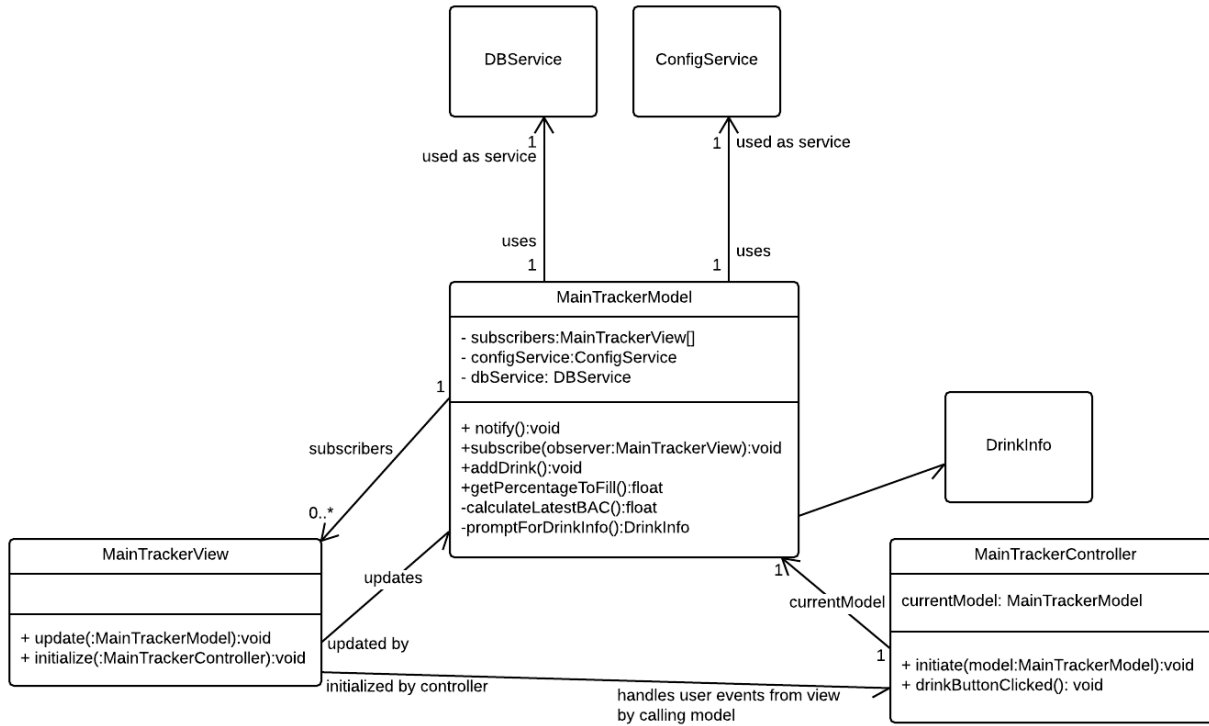 DBService
ConfigService
1
used as service
1
used as service
uses
1
uses
1
MainTrackerModel
- subscribers:MainTrackerView[]
- configService:ConfigService
- dbService: DBService
+ notify():void
+subscribe(observer:MainTrackerView):void
+addDrink():void
+getPercentageToFill():float
-calculateLatestBAC():float
-promptForDrinkInfo():DrinkInfo
1
subscribers
0..*
DrinkInfo
MainTrackerView
+ update(:MainTrackerModel):void
+ initialize(:MainTrackerController):void
updates
updated by
initialized by controller
handles user events from view
by calling model
1
currentModel
1
MainTrackerController
currentModel: MainTrackerModel
+ initiate(model:MainTrackerModel):void
+ drinkButtonClicked(): void